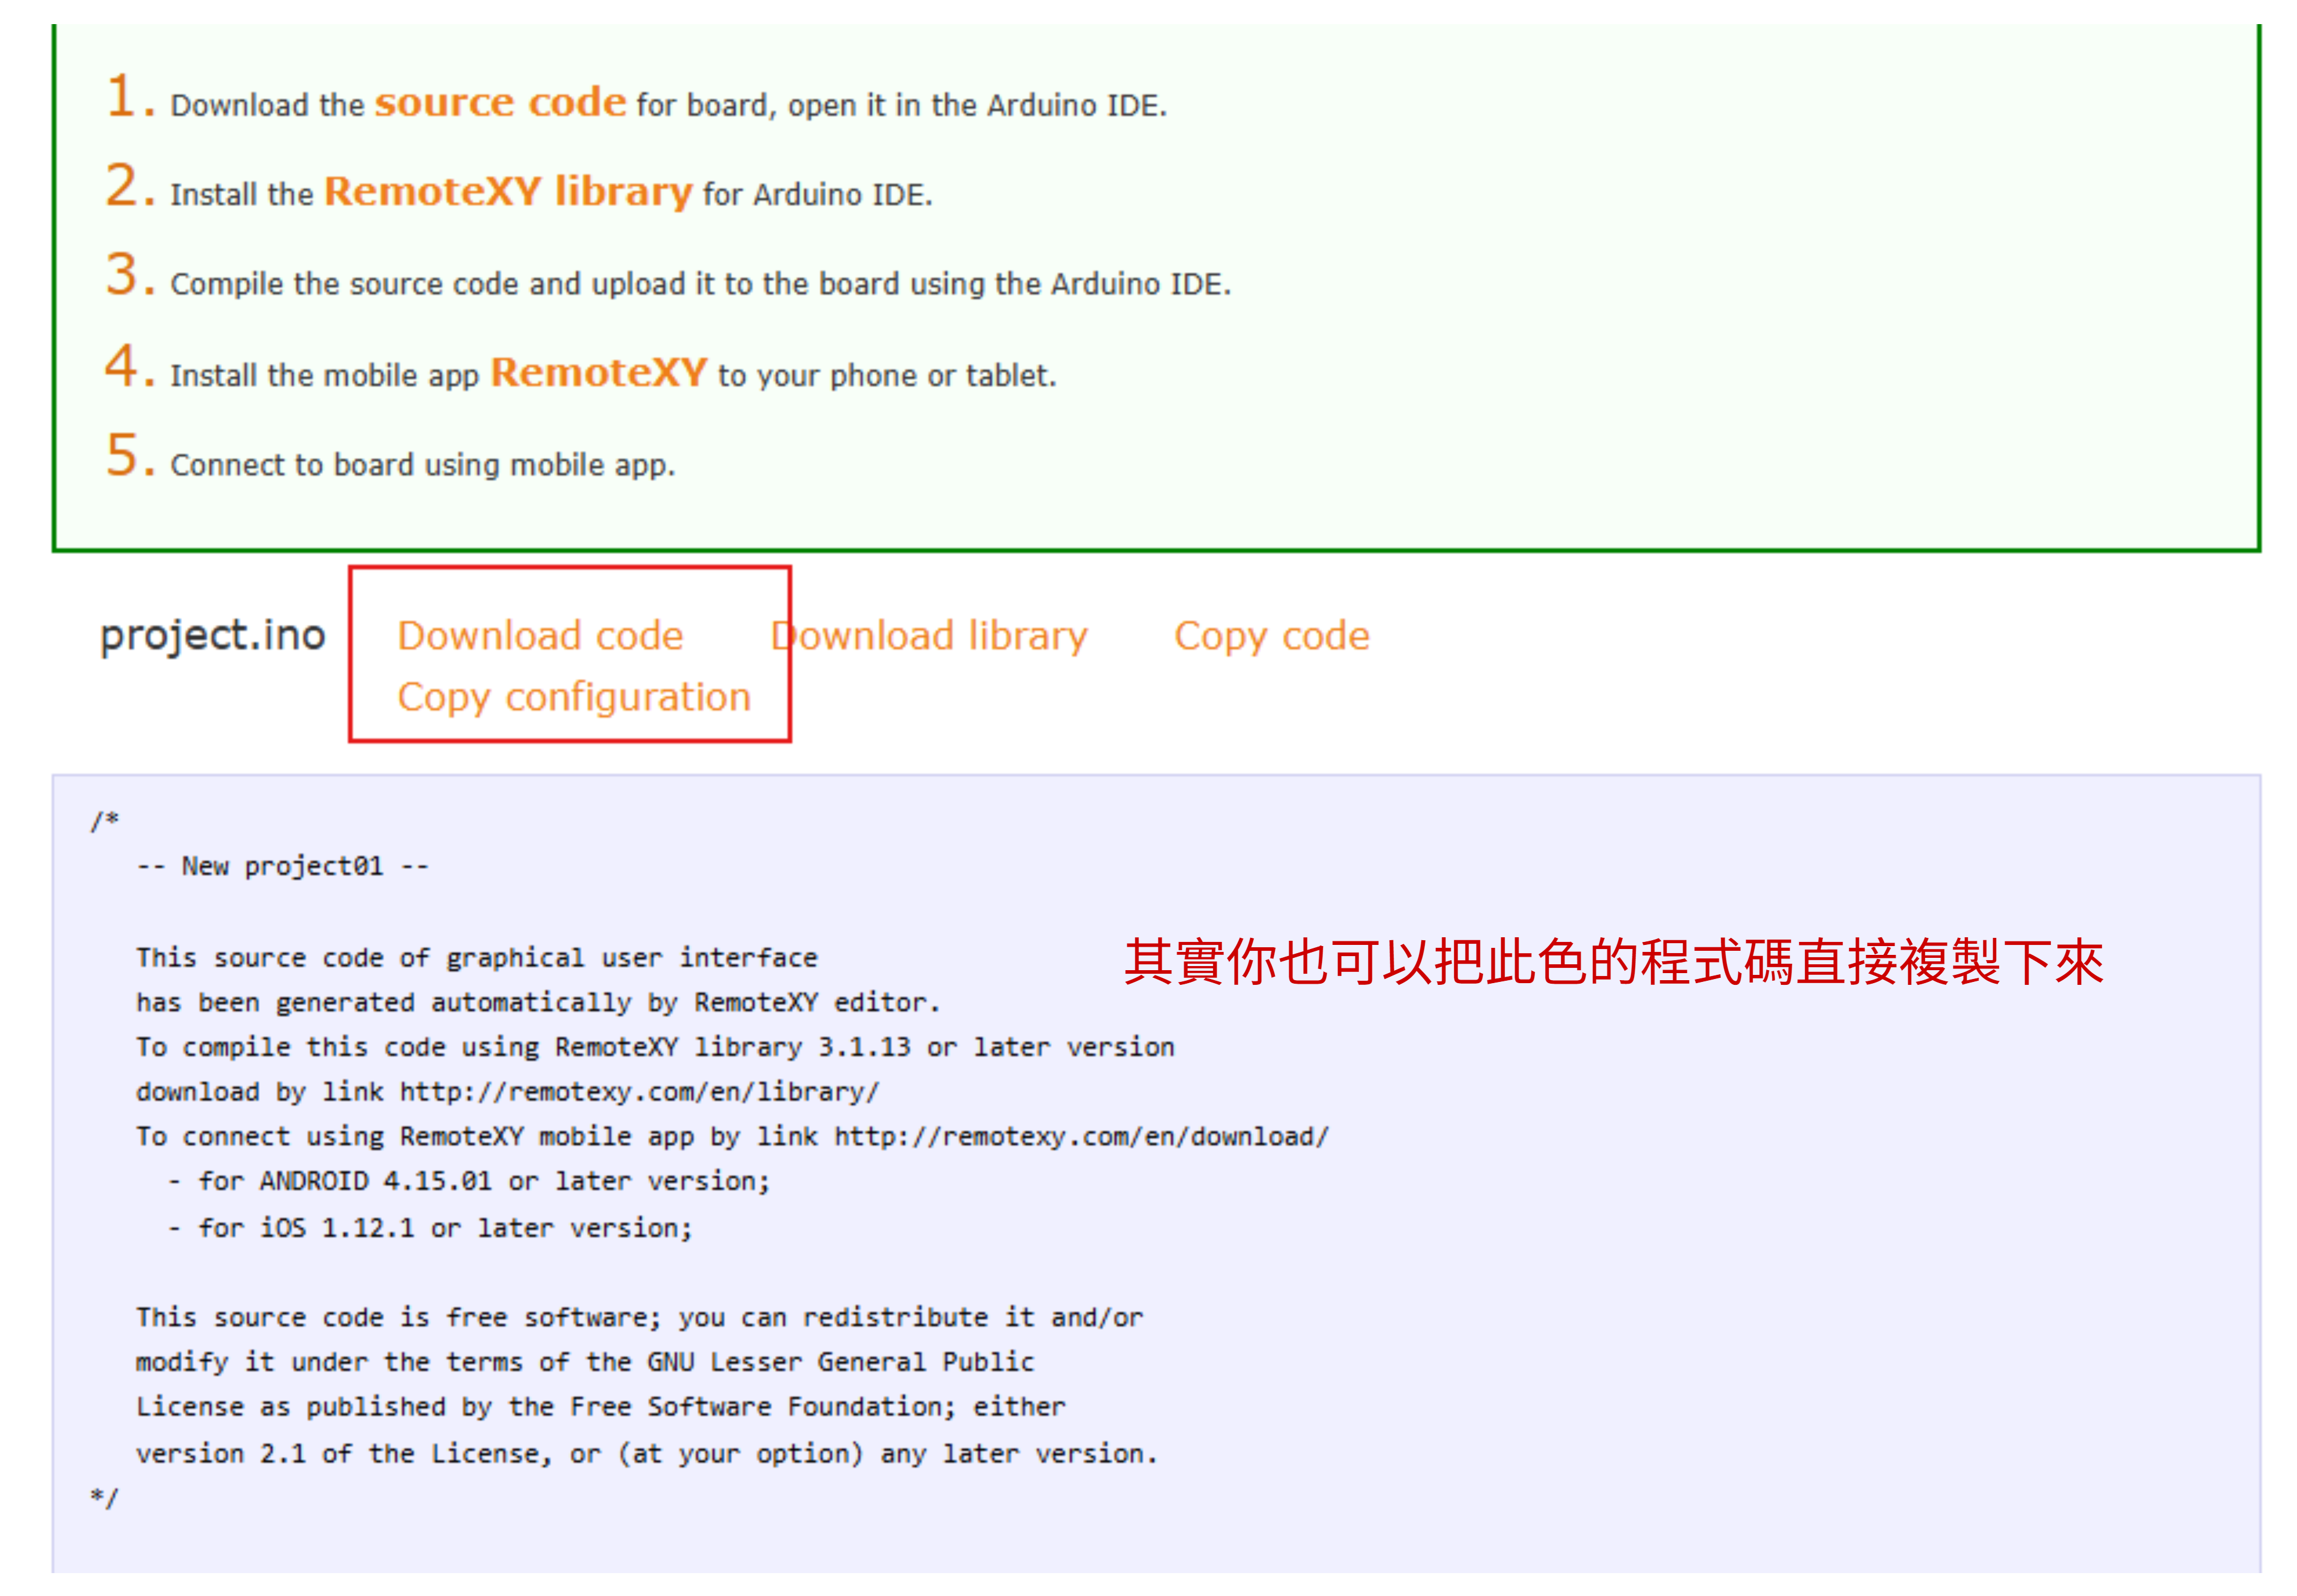 1. Download the source code for board, open it in the Arduino IDE.
2. Install the RemoteXY library for Arduino IDE.
3. Compile the source code and upload it to the board using the Arduino IDE.
4. Install the mobile app RemoteXY to your phone or tablet.
5. Connect to board using mobile app.
project.ino Download code Download library Copy code
Copy configuration
/*
-- New project01 --
其實你也可以把此色的程式碼直接複製下來
This source code of graphical user interface
has been generated automatically by RemoteXY editor.
To compile this code using RemoteXY library 3.1.13 or later version
download by link http://remotexy.com/en/library/
To connect using RemoteXY mobile app by link http://remotexy.com/en/download/
- for ANDROID 4.15.01 or later version;
- for iOS 1.12.1 or later version;
This source code is free software; you can redistribute it and/or
modify it under the terms of the GNU Lesser General Public
License as published by the Free Software Foundation; either
version 2.1 of the License, or (at your option) any later version.
*/